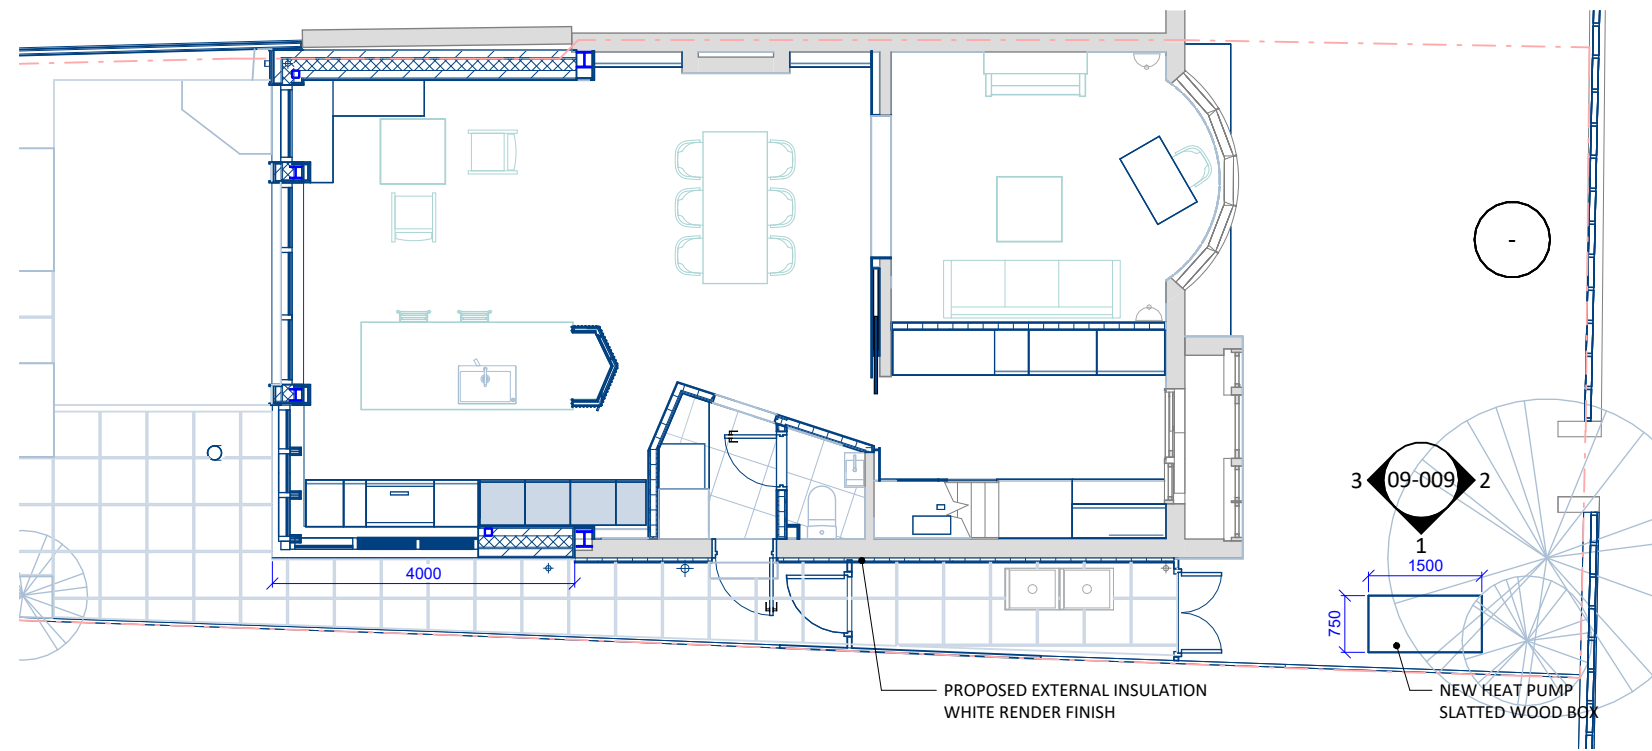 -
3
09-009
2
1
4000
1500
750
PROPOSED EXTERNAL INSULATION
WHITE RENDER FINISH
NEW HEAT PUMP
SLATTED WOOD BOX